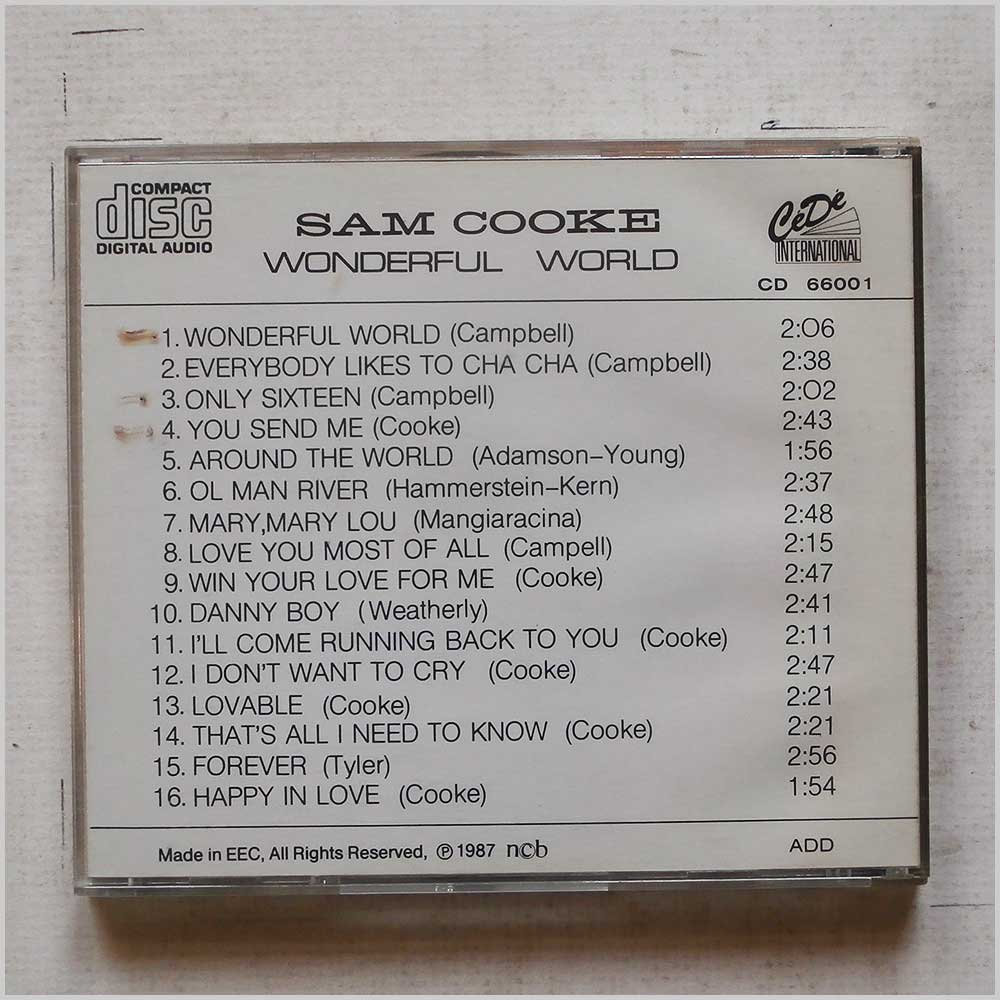 COMPACT
disc
DIGITAL AUDIO
SAM COOKE
WONDERFUL WORLD
CéDé
INTERNATIONAL
CD 66001
1. WONDERFUL WORLD (Campbell) 2:06
2. EVERYBODY LIKES TO CHA CHA (Campbell) 2:38
3. ONLY SIXTEEN (Campbell) 2:02
4. YOU SEND ME (Cooke) 2:43
5. AROUND THE WORLD (Adamson-Young) 1:56
6. OL MAN RIVER (Hammerstein-Kern) 2:37
7. MARY,MARY LOU (Mangiaracina) 2:48
8. LOVE YOU MOST OF ALL (Campell) 2:15
9. WIN YOUR LOVE FOR ME (Cooke) 2:47
10. DANNY BOY (Weatherly) 2:41
11. I'LL COME RUNNING BACK TO YOU (Cooke) 2:11
12. I DON'T WANT TO CRY (Cooke) 2:47
13. LOVABLE (Cooke) 2:21
14. THAT'S ALL I NEED TO KNOW (Cooke) 2:21
15. FOREVER (Tyler) 2:56
16. HAPPY IN LOVE (Cooke) 1:54
Made in EEC, All Rights Reserved, ℗ 1987 n©b ADD